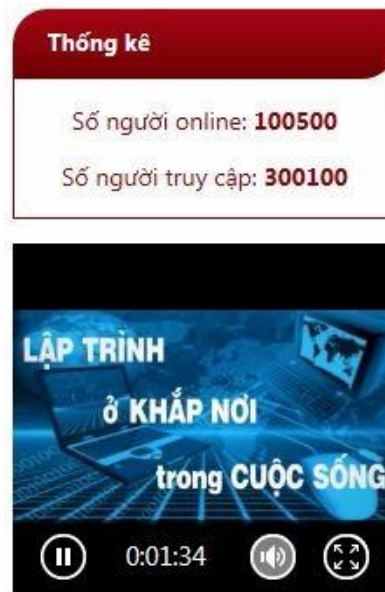 Thống kê
Số người online: 100500
Số người truy cập: 300100
LẬP TRÌNH
ở KHẮP NƠI
trong CUỘC SỐNG
0:01:34